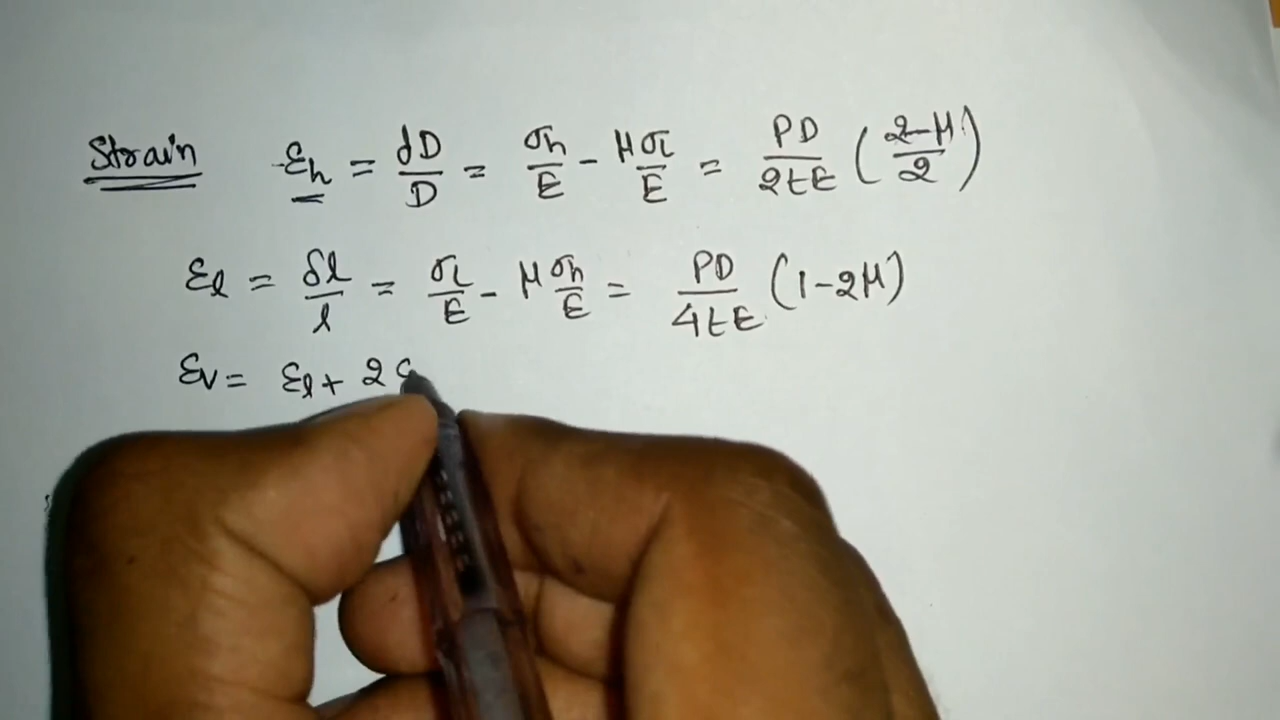 Strain εh = dD/D = σh/E - μσl/E = PD/2tE (2-μ/2)
εl = δl/l = σl/E - μσh/E = PD/4tE (1-2μ)
εv = εl + 2